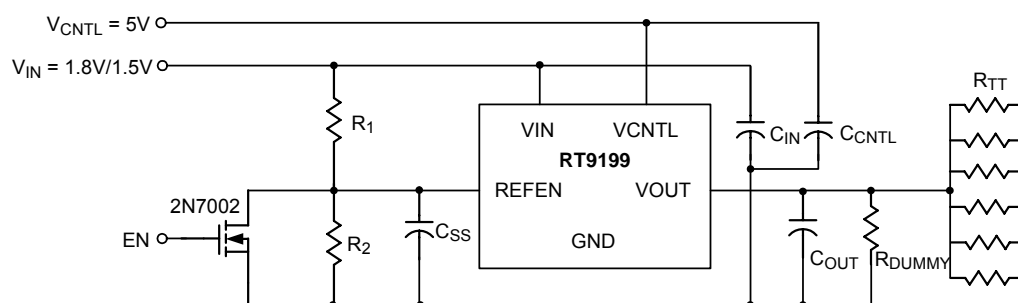 VCNTL = 5V
VIN = 1.8V/1.5V
RTT
R1
VIN VCNTL
CIN
CCNTL
RT9199
REFEN VOUT
2N7002
EN
R2
CSS
GND
COUT
RDUMMY